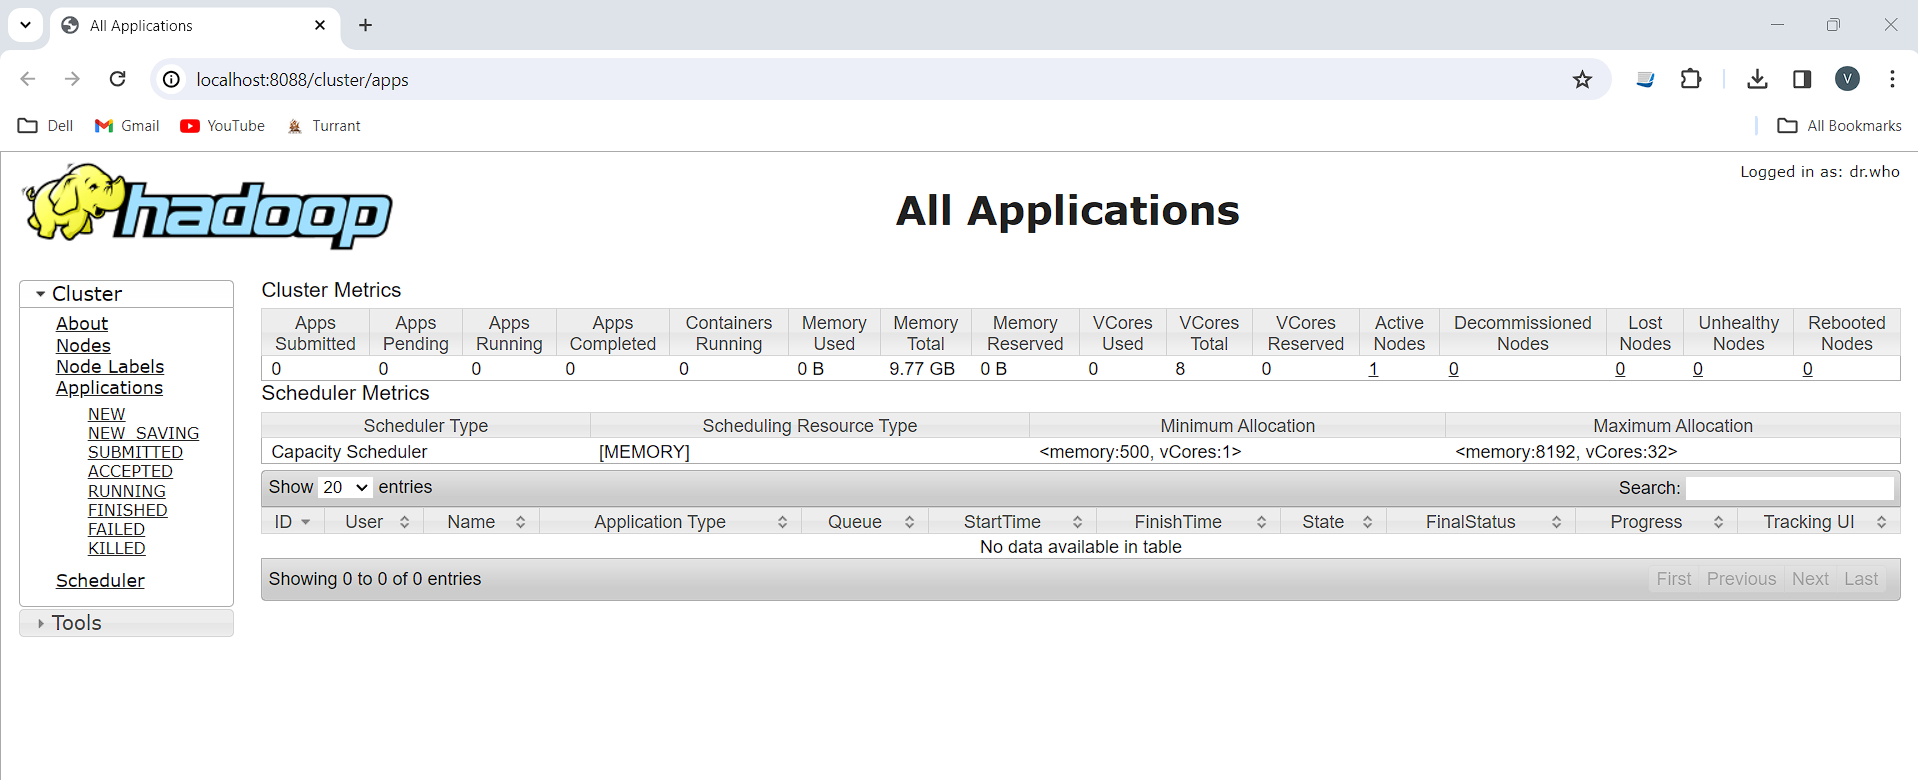 All Applications
localhost:8088/cluster/apps
V
Dell Gmail YouTube Turrant All Bookmarks
Logged in as: dr.who
hadoop
All Applications
Cluster
About
Nodes
Node Labels
Applications
NEW
NEW_SAVING
SUBMITTED
ACCEPTED
RUNNING
FINISHED
FAILED
KILLED
Scheduler
Tools
Cluster Metrics
Apps Submitted Apps Pending Apps Running Apps Completed Containers Running Memory Used Memory Total Memory Reserved VCores Used VCores Total VCores Reserved Active Nodes Decommissioned Nodes Lost Nodes Unhealthy Nodes Rebooted Nodes
0 0 0 0 0 0 B 9.77 GB 0 B 0 8 0 1 0 0 0 0
Scheduler Metrics
Scheduler Type Scheduling Resource Type Minimum Allocation Maximum Allocation
Capacity Scheduler [MEMORY] <memory:500, vCores:1> <memory:8192, vCores:32>
Show 20 entries Search:
ID User Name Application Type Queue StartTime FinishTime State FinalStatus Progress Tracking UI
No data available in table
Showing 0 to 0 of 0 entries First Previous Next Last